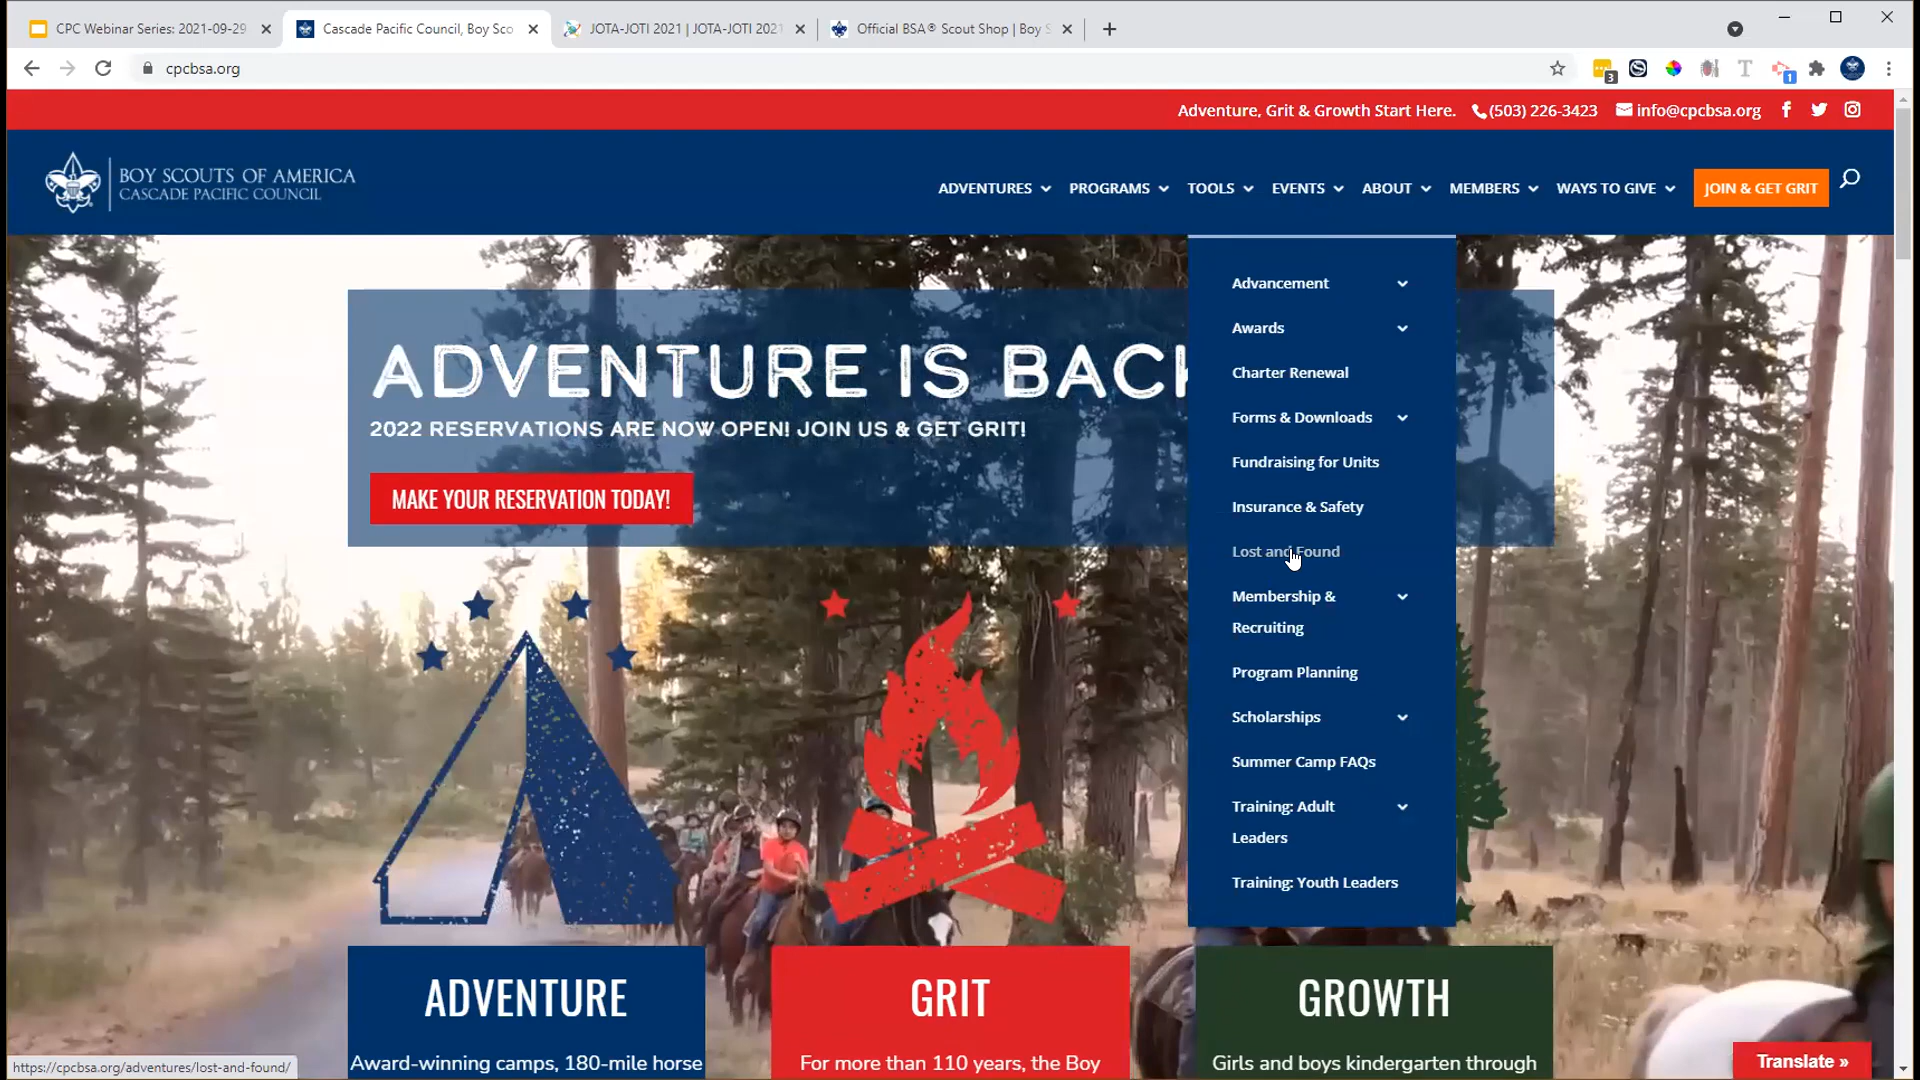 CPC Webinar Series: 2021-09-29
Cascade Pacific Council, Boy Sco
JOTA-JOTI 2021 | JOTA-JOTI 2021
Official BSA® Scout Shop | Boy S
cpcbsa.org
3
T
1
Adventure, Grit & Growth Start Here. (503) 226-3423 info@cpcbsa.org
BOY SCOUTS OF AMERICA
CASCADE PACIFIC COUNCIL
ADVENTURES PROGRAMS TOOLS EVENTS ABOUT MEMBERS WAYS TO GIVE JOIN & GET GRIT
Advancement
Awards
Charter Renewal
Forms & Downloads
Fundraising for Units
Insurance & Safety
Lost and Found
Membership &
Recruiting
Program Planning
Scholarships
Summer Camp FAQs
Training: Adult
Leaders
Training: Youth Leaders
ADVENTURE IS BACK
2022 RESERVATIONS ARE NOW OPEN! JOIN US & GET GRIT!
MAKE YOUR RESERVATION TODAY!
ADVENTURE
Award-winning camps, 180-mile horse
GRIT
For more than 110 years, the Boy
GROWTH
Girls and boys kindergarten through
Translate »
https://cpcbsa.org/adventures/lost-and-found/